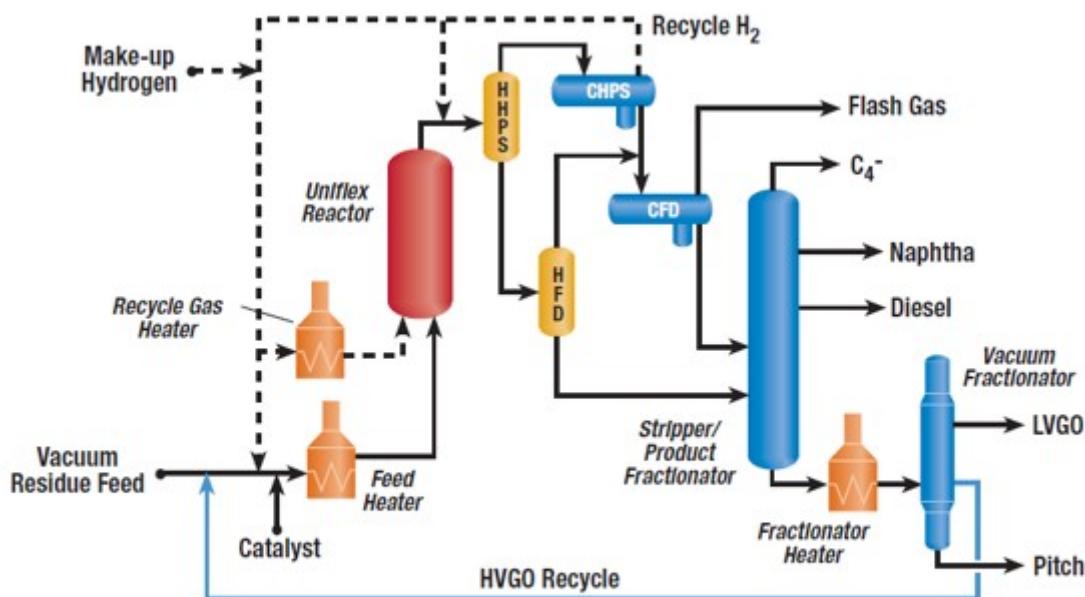 Recycle H₂
Make-up
Hydrogen
HHPS
CHPS
Flash Gas
C₄⁻
Uniflex
Reactor
CFD
Naphtha
HFD
Diesel
Recycle Gas
Heater
Vacuum
Fractionator
LVGO
Stripper/
Product
Fractionator
Vacuum
Residue Feed
Feed
Heater
Catalyst
Fractionator
Heater
HVGO Recycle
Pitch